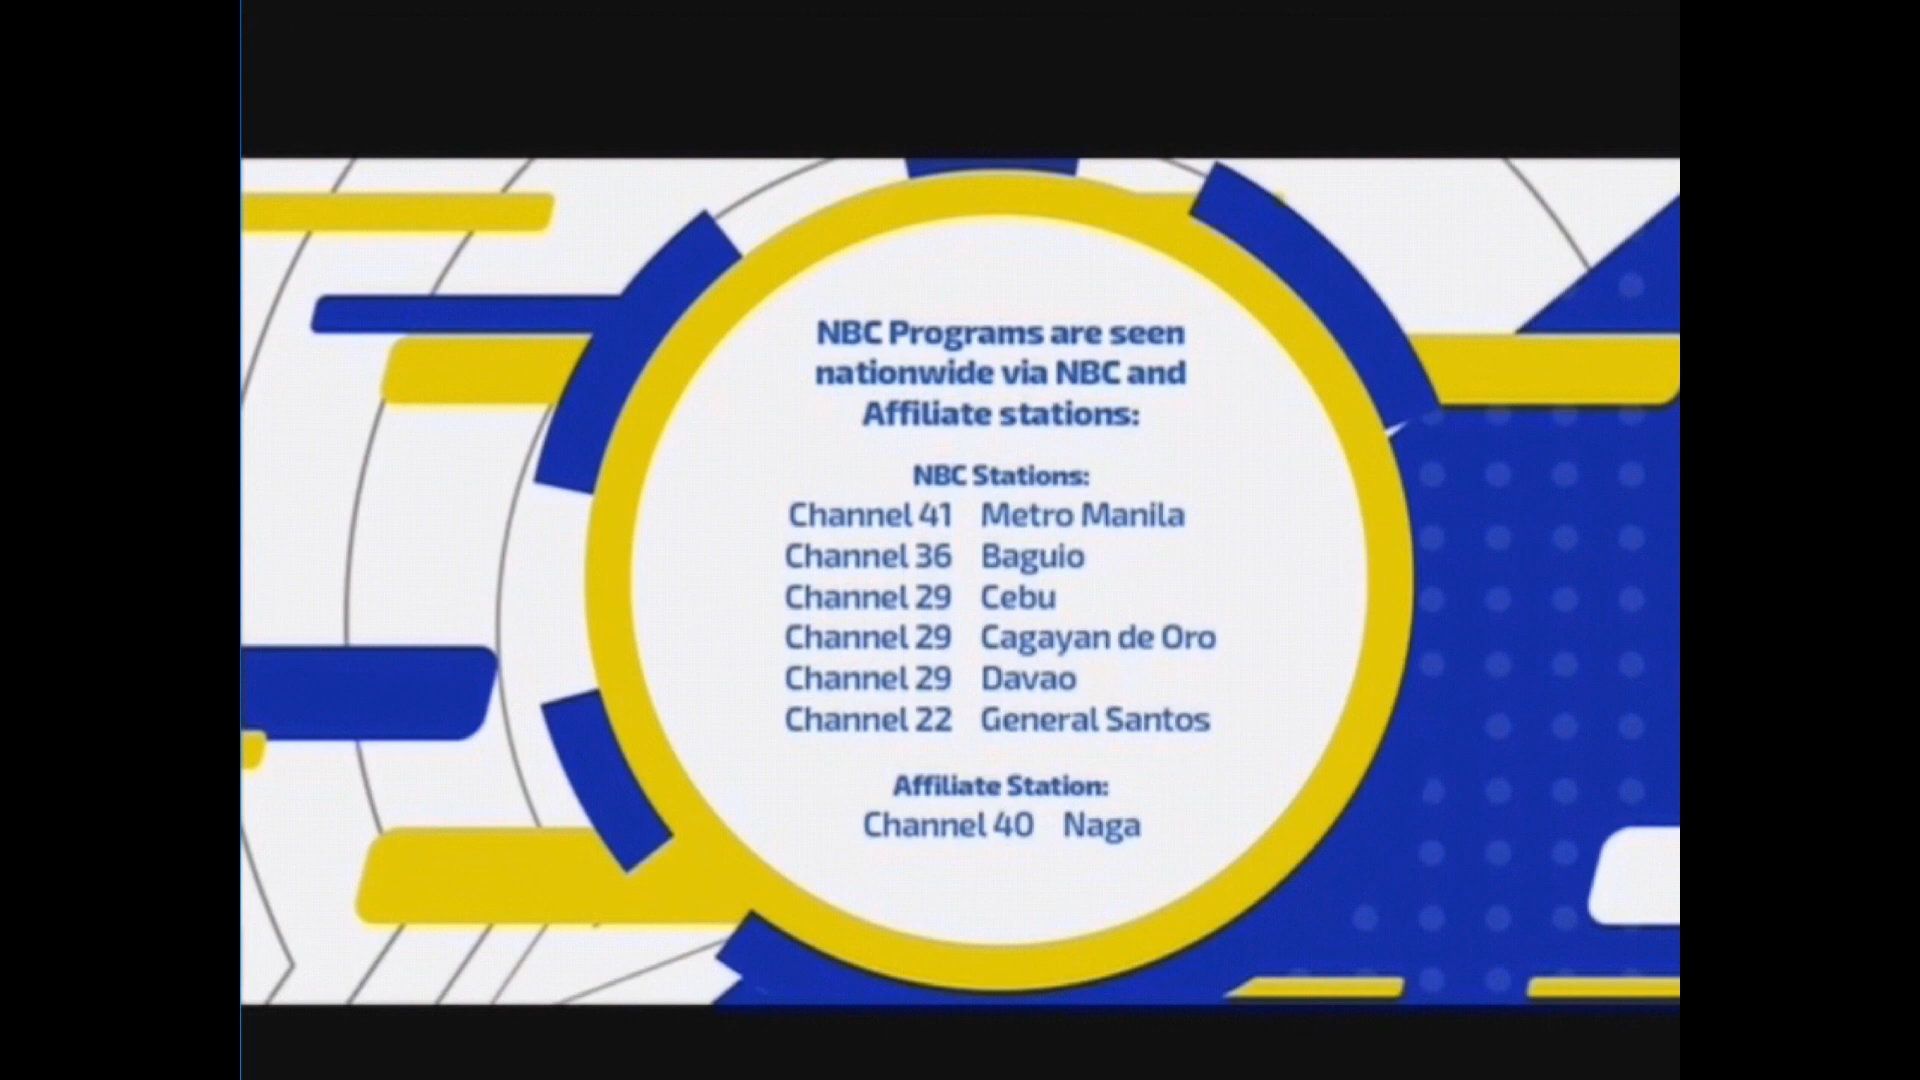 NBC Programs are seen
nationwide via NBC and
Affiliate stations:
NBC Stations:
Channel 41 Metro Manila
Channel 36 Baguio
Channel 29 Cebu
Channel 29 Cagayan de Oro
Channel 29 Davao
Channel 22 General Santos
Affiliate Station:
Channel 40 Naga